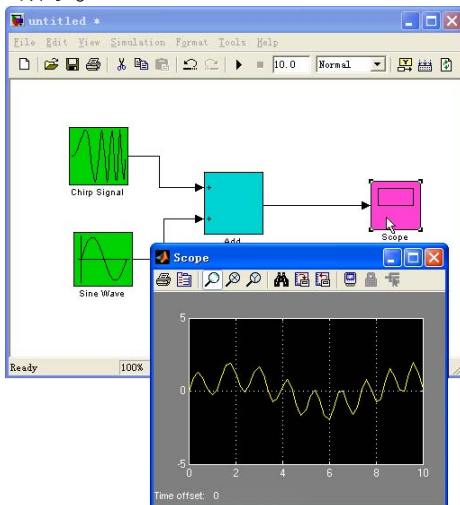 untitled *
File Edit View Simulation Format Tools Help
10.0 Normal
Chirp Signal
Sine Wave
Add
Scope
Ready 100%
Scope
5
0
-5
0 2 4 6 8 10
Time offset: 0